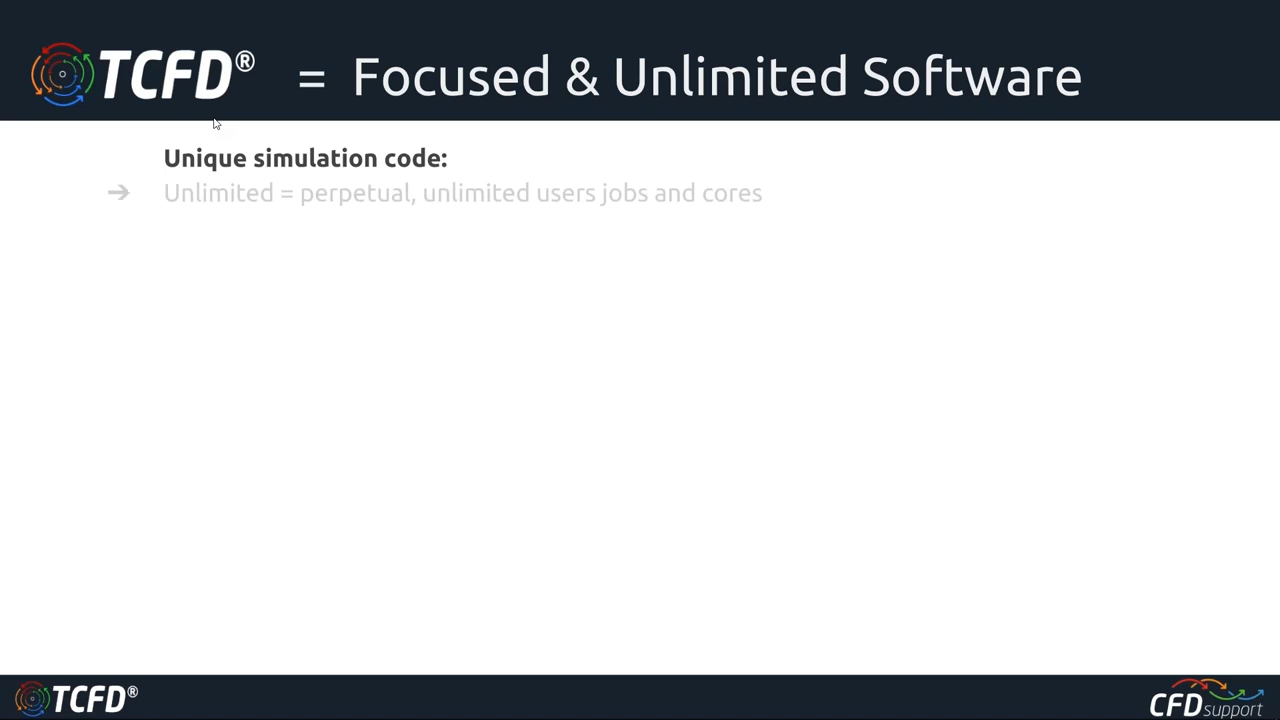 TCFD® = Focused & Unlimited Software
Unique simulation code:
➔ Unlimited = perpetual, unlimited users jobs and cores
TCFD®
CFD support